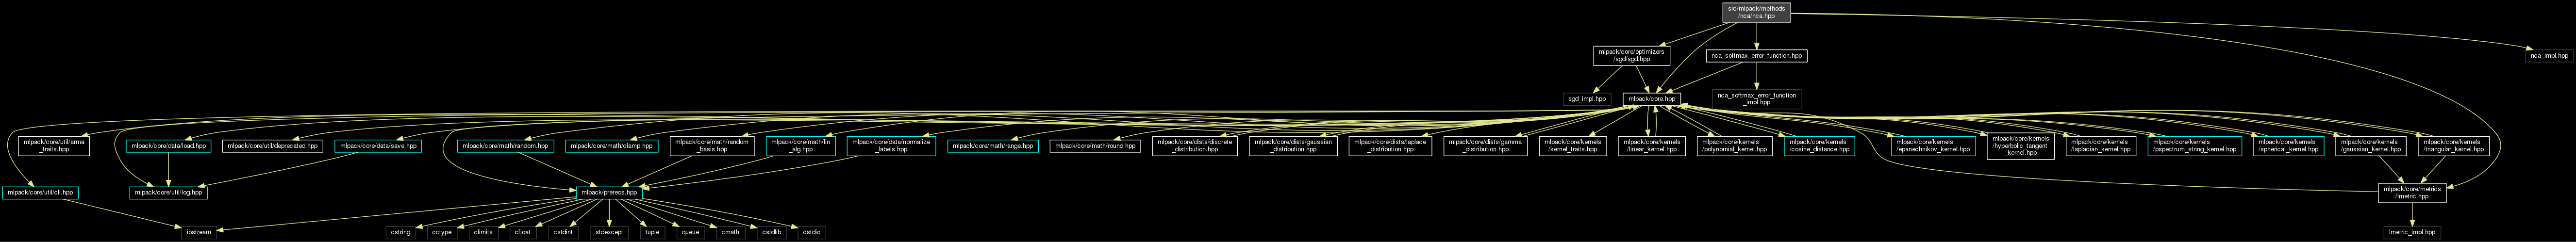 src/mlpack/methods
/nca/nca.hpp
mlpack/core/optimizers
/sgd/sgd.hpp
nca_softmax_error_function.hpp
nca_impl.hpp
sgd_impl.hpp
mlpack/core.hpp
nca_softmax_error_function
_impl.hpp
mlpack/core/util/arma
_traits.hpp
mlpack/core/data/load.hpp
mlpack/core/util/deprecated.hpp
mlpack/core/data/save.hpp
mlpack/core/math/random.hpp
mlpack/core/math/clamp.hpp
mlpack/core/math/random
_basis.hpp
mlpack/core/math/lin
_alg.hpp
mlpack/core/data/normalize
_labels.hpp
mlpack/core/math/range.hpp
mlpack/core/math/round.hpp
mlpack/core/dists/discrete
_distribution.hpp
mlpack/core/dists/gaussian
_distribution.hpp
mlpack/core/dists/laplace
_distribution.hpp
mlpack/core/dists/gamma
_distribution.hpp
mlpack/core/kernels
/kernel_traits.hpp
mlpack/core/kernels
/linear_kernel.hpp
mlpack/core/kernels
/polynomial_kernel.hpp
mlpack/core/kernels
/cosine_distance.hpp
mlpack/core/kernels
/epanechnikov_kernel.hpp
mlpack/core/kernels
/hyperbolic_tangent
_kernel.hpp
mlpack/core/kernels
/laplacian_kernel.hpp
mlpack/core/kernels
/pspectrum_string_kernel.hpp
mlpack/core/kernels
/spherical_kernel.hpp
mlpack/core/kernels
/gaussian_kernel.hpp
mlpack/core/kernels
/triangular_kernel.hpp
mlpack/core/util/cli.hpp
mlpack/core/util/log.hpp
mlpack/prereqs.hpp
mlpack/core/metrics
/lmetric.hpp
iostream
cstring
cctype
climits
cfloat
cstdint
stdexcept
tuple
queue
cmath
cstdlib
cstdio
lmetric_impl.hpp